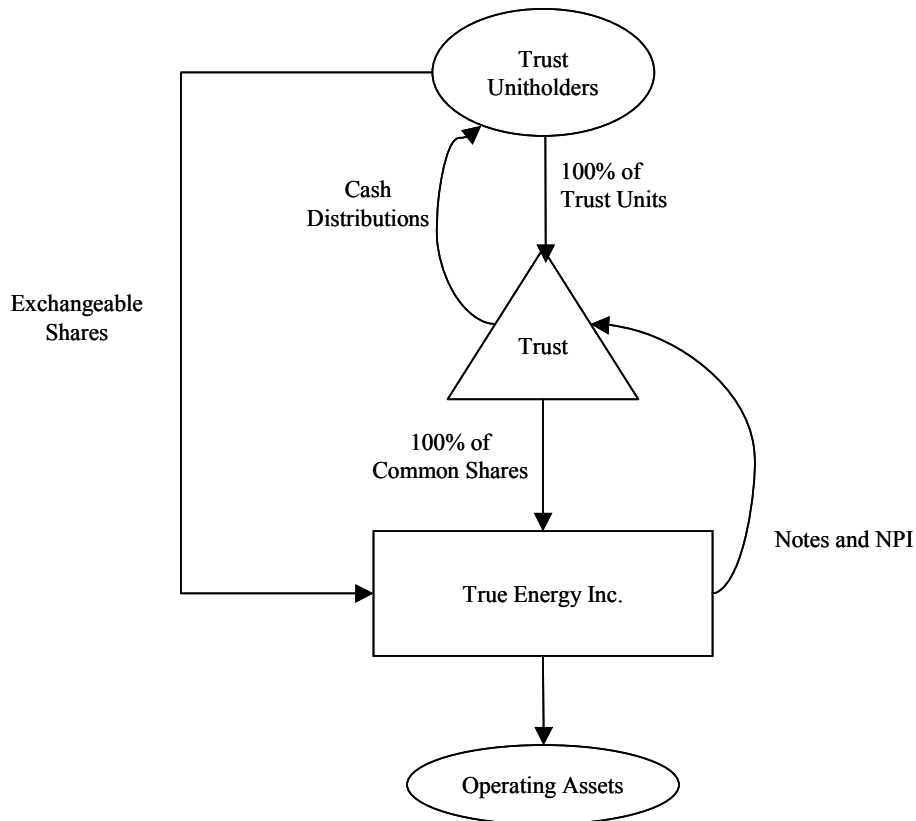 Trust
Unitholders
100% of
Trust Units
Cash
Distributions
Exchangeable
Shares
Trust
100% of
Common Shares
Notes and NPI
True Energy Inc.
Operating Assets